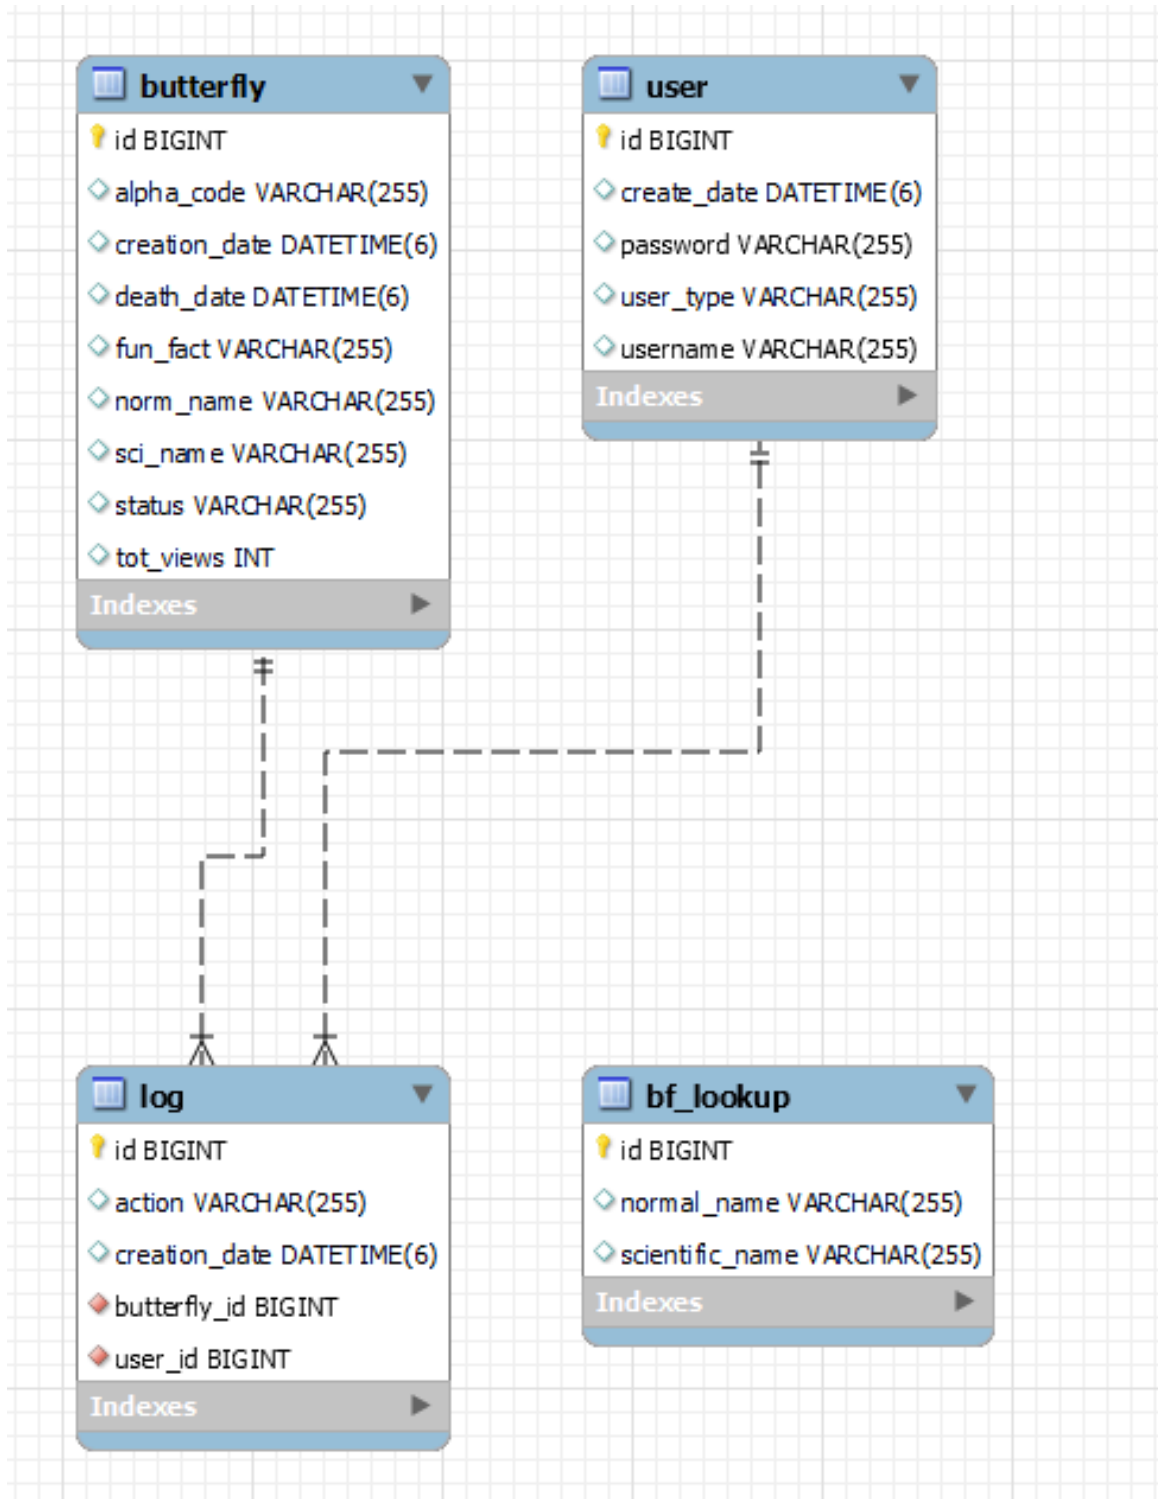 butterfly
id BIGINT
alpha_code VARCHAR(255)
creation_date DATETIME(6)
death_date DATETIME(6)
fun_fact VARCHAR(255)
norm_name VARCHAR(255)
sci_name VARCHAR(255)
status VARCHAR(255)
tot_views INT
Indexes
user
id BIGINT
create_date DATETIME(6)
password VARCHAR(255)
user_type VARCHAR(255)
username VARCHAR(255)
Indexes
log
id BIGINT
action VARCHAR(255)
creation_date DATETIME(6)
butterfly_id BIGINT
user_id BIGINT
Indexes
bf_lookup
id BIGINT
normal_name VARCHAR(255)
scientific_name VARCHAR(255)
Indexes